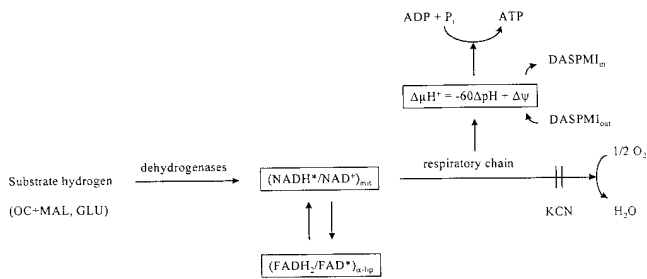 ADP + Pᵢ ATP
DASPMIᵢₙ
ΔμH⁺ = -60ΔpH + Δψ
DASPMIₒᵤₜ
dehydrogenases
respiratory chain
1/2 O₂
Substrate hydrogen
(NADH*/NAD⁺)ₘᵢₜ
(OC+MAL, GLU)
KCN
H₂O
(FADH₂/FAD*)α-lip